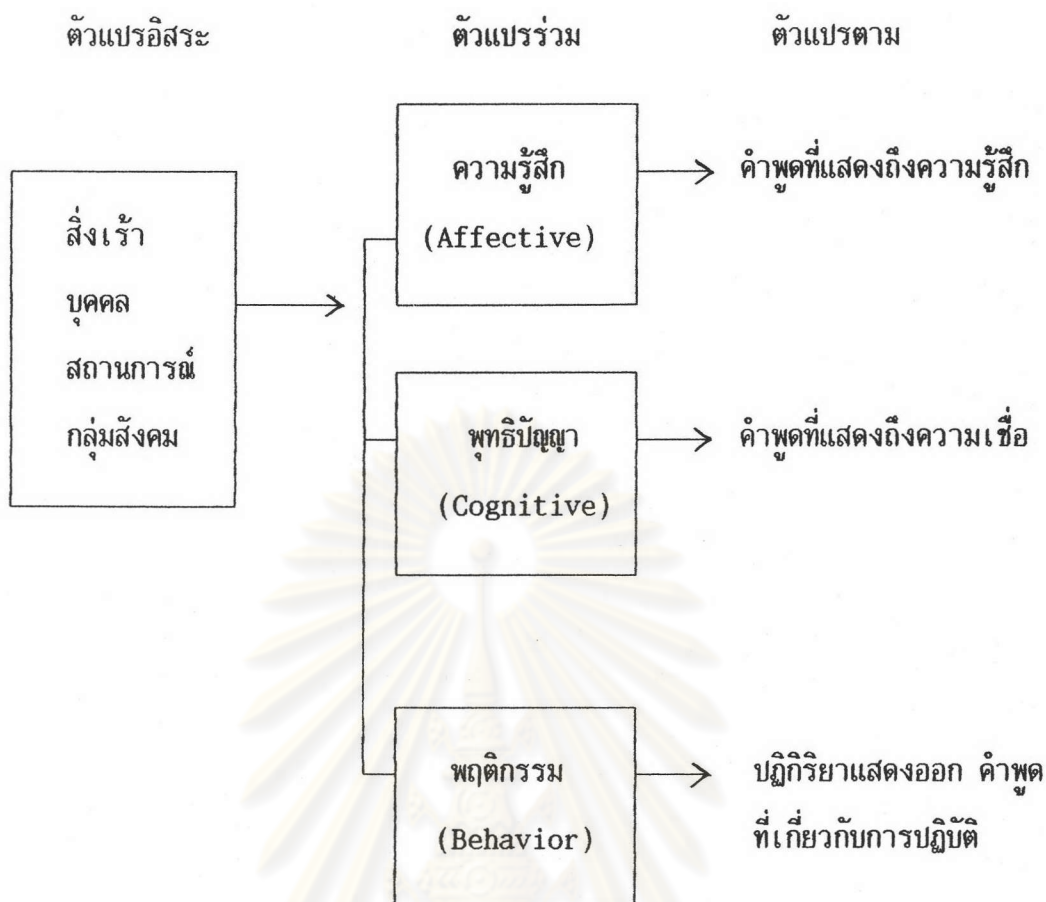 ตัวแปรอิสระ ตัวแปรร่วม ตัวแปรตาม
ความรู้สึก
(Affective)
คำพูดที่แสดงถึงความรู้สึก
สิ่งเร้า
บุคคล
สถานการณ์
กลุ่มสังคม
พุทธิปัญญา
(Cognitive)
คำพูดที่แสดงถึงความเชื่อ
พฤติกรรม
(Behavior)
ปฏิกิริยาแสดงออก คำพูด
ที่เกี่ยวกับการปฏิบัติ